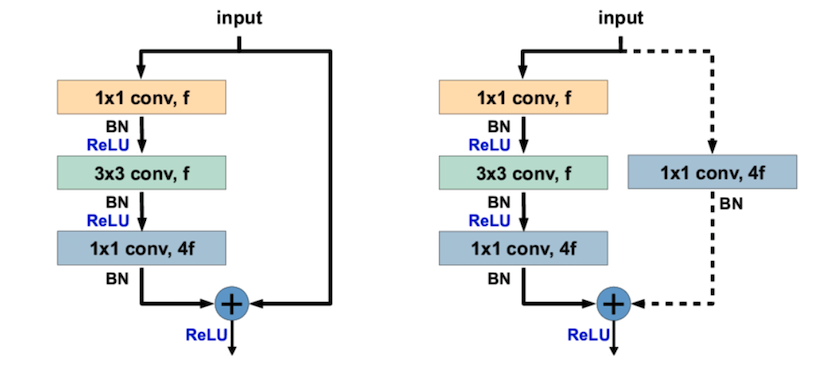 input
1x1 conv, f
BN
ReLU
3x3 conv, f
BN
ReLU
1x1 conv, 4f
BN
+
ReLU
input
1x1 conv, f
BN
ReLU
3x3 conv, f
1x1 conv, 4f
BN
BN
ReLU
1x1 conv, 4f
BN
+
ReLU